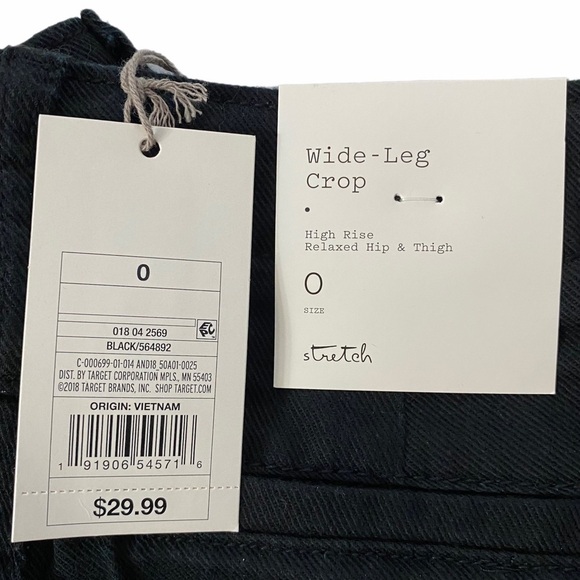 0
018 04 2569
BLACK/564892
C-000699-01-014 AND18_50A01-0025
DIST. BY TARGET CORPORATION MPLS., MN 55403
©2018 TARGET BRANDS, INC. SHOP TARGET.COM
ORIGIN: VIETNAM
1 91906 54571 6
$29.99
Wide-Leg
Crop
High Rise
Relaxed Hip & Thigh
0
SIZE
stretch